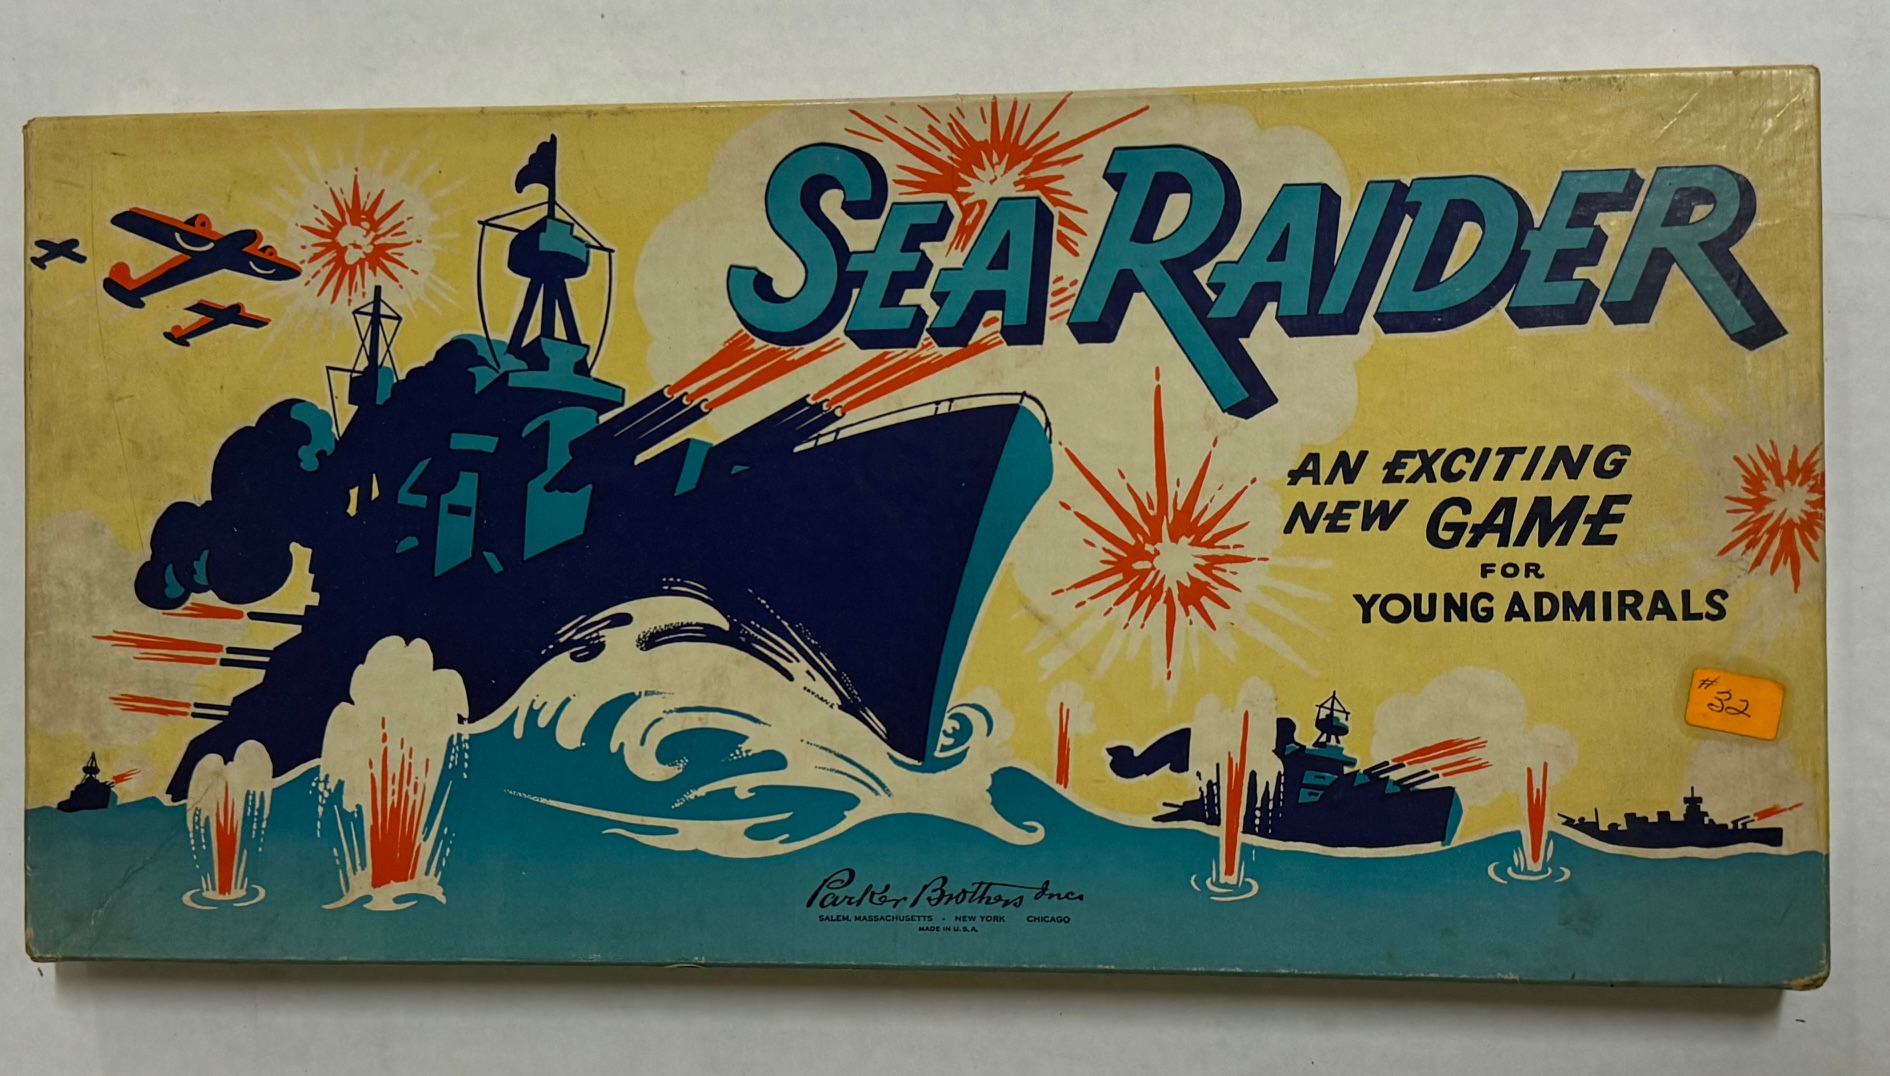 SEA RAIDER
AN EXCITING
NEW GAME
FOR
YOUNG ADMIRALS
#32
Parker Brothers Inc.
SALEM, MASSACHUSETTS • NEW YORK CHICAGO
MADE IN U.S.A.